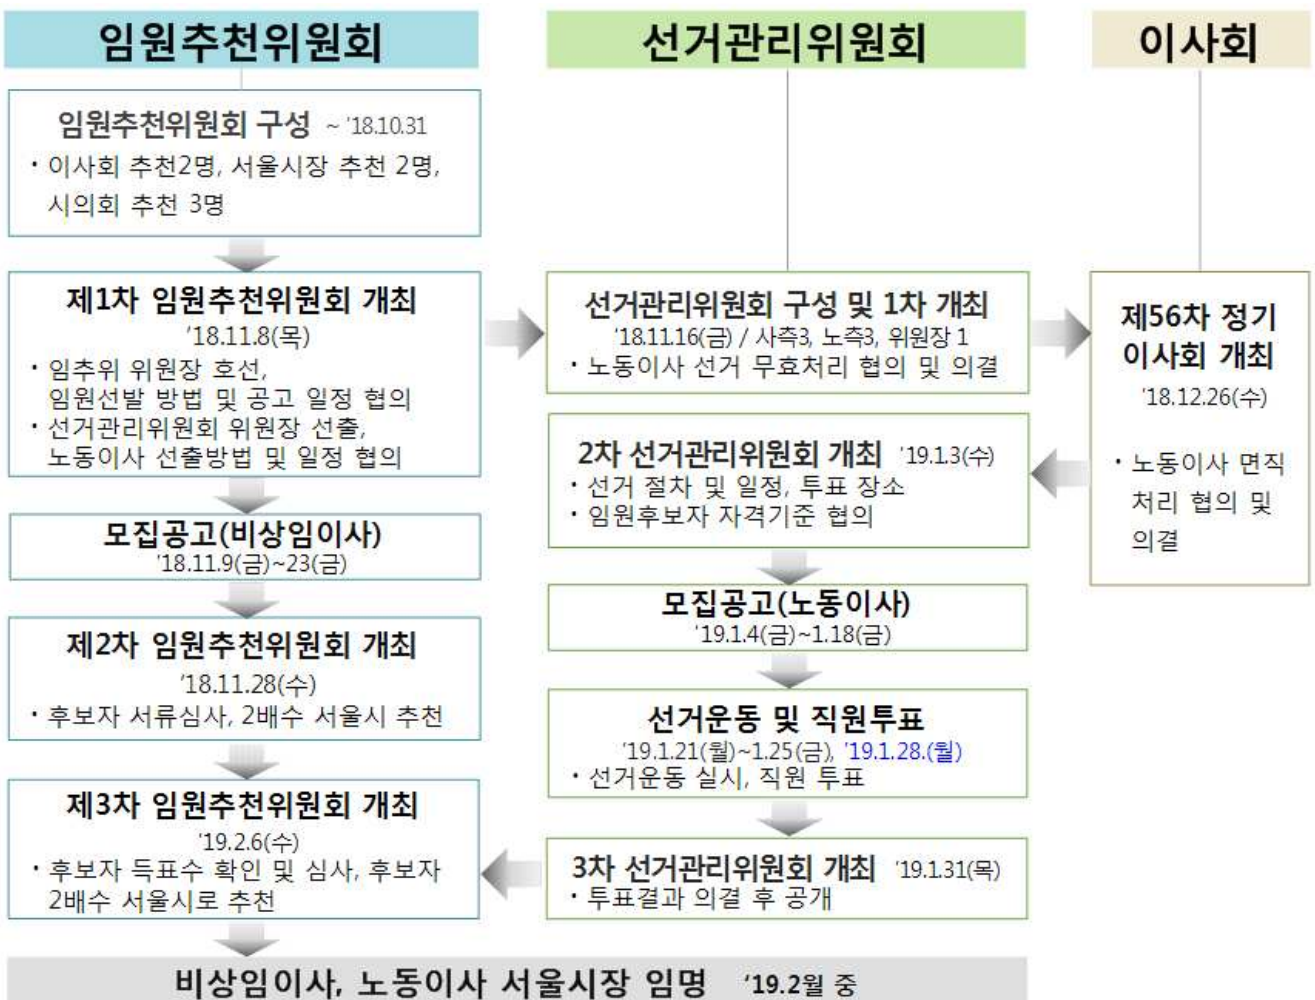 임원추천위원회
임원추천위원회 구성 ~ '18.10.31
· 이사회 추천2명, 서울시장 추천 2명,
시의회 추천 3명
제1차 임원추천위원회 개최
'18.11.8(목)
· 임추위 위원장 호선,
임원선발 방법 및 공고 일정 협의
· 선거관리위원회 위원장 선출,
노동이사 선출방법 및 일정 협의
모집공고(비상임이사)
'18.11.9(금)~23(금)
제2차 임원추천위원회 개최
'18.11.28(수)
· 후보자 서류심사, 2배수 서울시 추천
제3차 임원추천위원회 개최
'19.2.6(수)
· 후보자 득표수 확인 및 심사, 후보자
2배수 서울시로 추천
선거관리위원회
선거관리위원회 구성 및 1차 개최
'18.11.16(금) / 사측3, 노측3, 위원장 1
· 노동이사 선거 무효처리 협의 및 의결
2차 선거관리위원회 개최 '19.1.3(수)
· 선거 절차 및 일정, 투표 장소
· 임원후보자 자격기준 협의
모집공고(노동이사)
'19.1.4(금)~1.18(금)
선거운동 및 직원투표
'19.1.21(월)~1.25(금), '19.1.28.(월)
· 선거운동 실시, 직원 투표
3차 선거관리위원회 개최 '19.1.31(목)
· 투표결과 의결 후 공개
이사회
제56차 정기
이사회 개최
'18.12.26(수)
· 노동이사 면직
처리 협의 및
의결
비상임이사, 노동이사 서울시장 임명 '19.2월 중